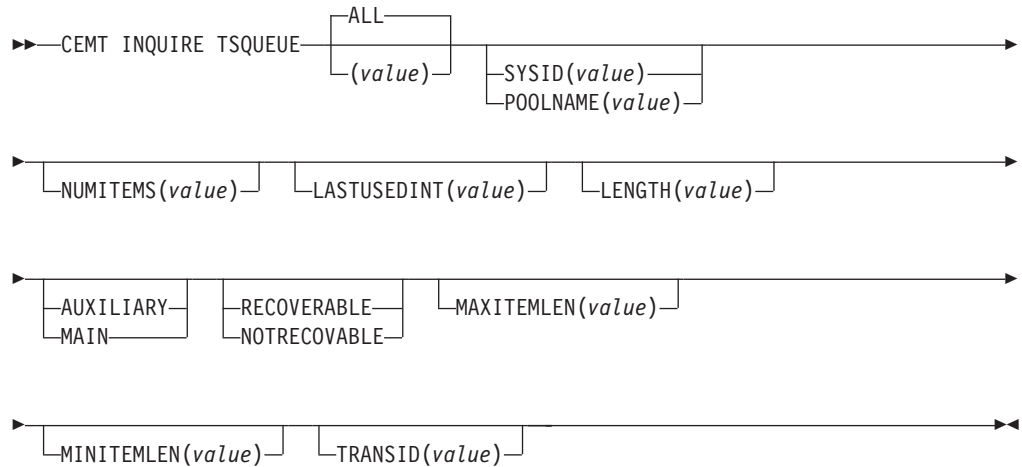 ALL
CEMT INQUIRE TSQUEUE
(value)
SYSID(value)
POOLNAME(value)
NUMITEMS(value)
LASTUSEDINT(value)
LENGTH(value)
AUXILIARY
MAIN
RECOVERABLE
NOTRECOVABLE
MAXITEMLEN(value)
MINITEMLEN(value)
TRANSID(value)